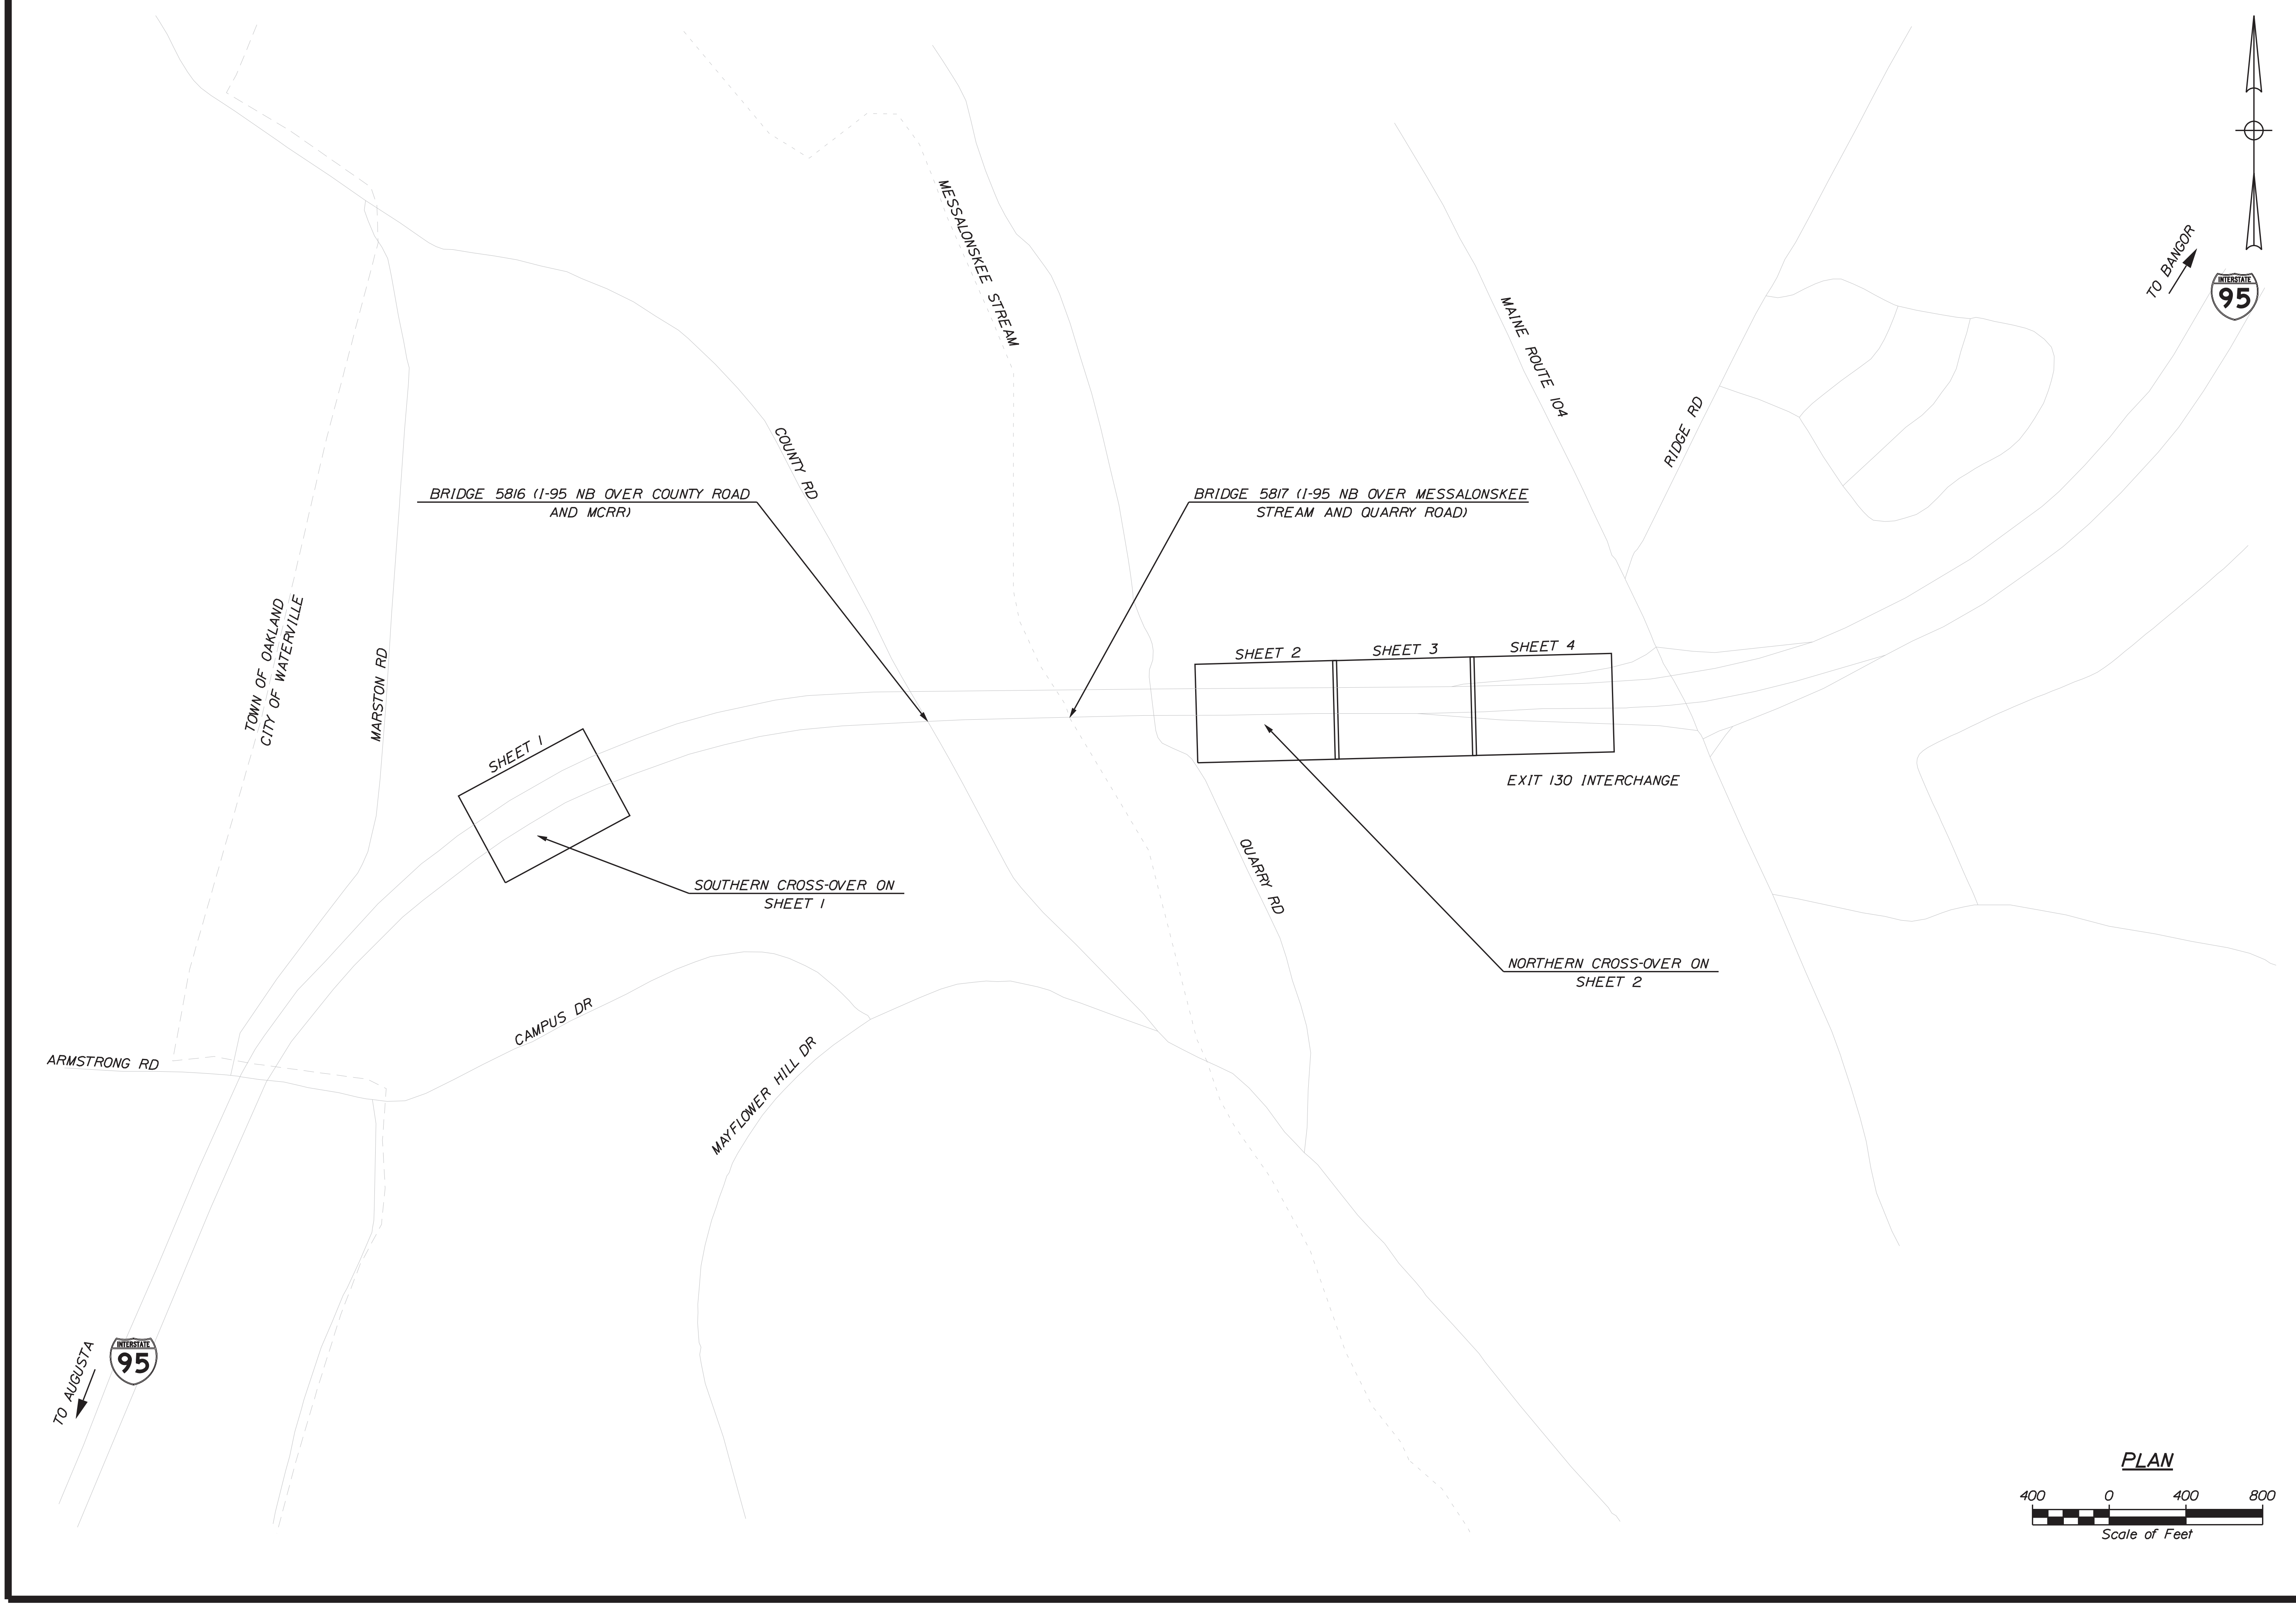 MESSALONSKEE STREAM
TO BANGOR
INTERSTATE
95
MAINE ROUTE 104
RIDGE RD
COUNTY RD
BRIDGE 5816 (I-95 NB OVER COUNTY ROAD
AND MCRR)
BRIDGE 5817 (I-95 NB OVER MESSALONSKEE
STREAM AND QUARRY ROAD)
TOWN OF OAKLAND
CITY OF WATERVILLE
MARSTON RD
SHEET 1
SHEET 2
SHEET 3
SHEET 4
EXIT 130 INTERCHANGE
SOUTHERN CROSS-OVER ON
SHEET 1
QUARRY RD
NORTHERN CROSS-OVER ON
SHEET 2
CAMPUS DR
ARMSTRONG RD
MAYFLOWER HILL DR
TO AUGUSTA
INTERSTATE
95
PLAN
400 0 400 800
Scale of Feet